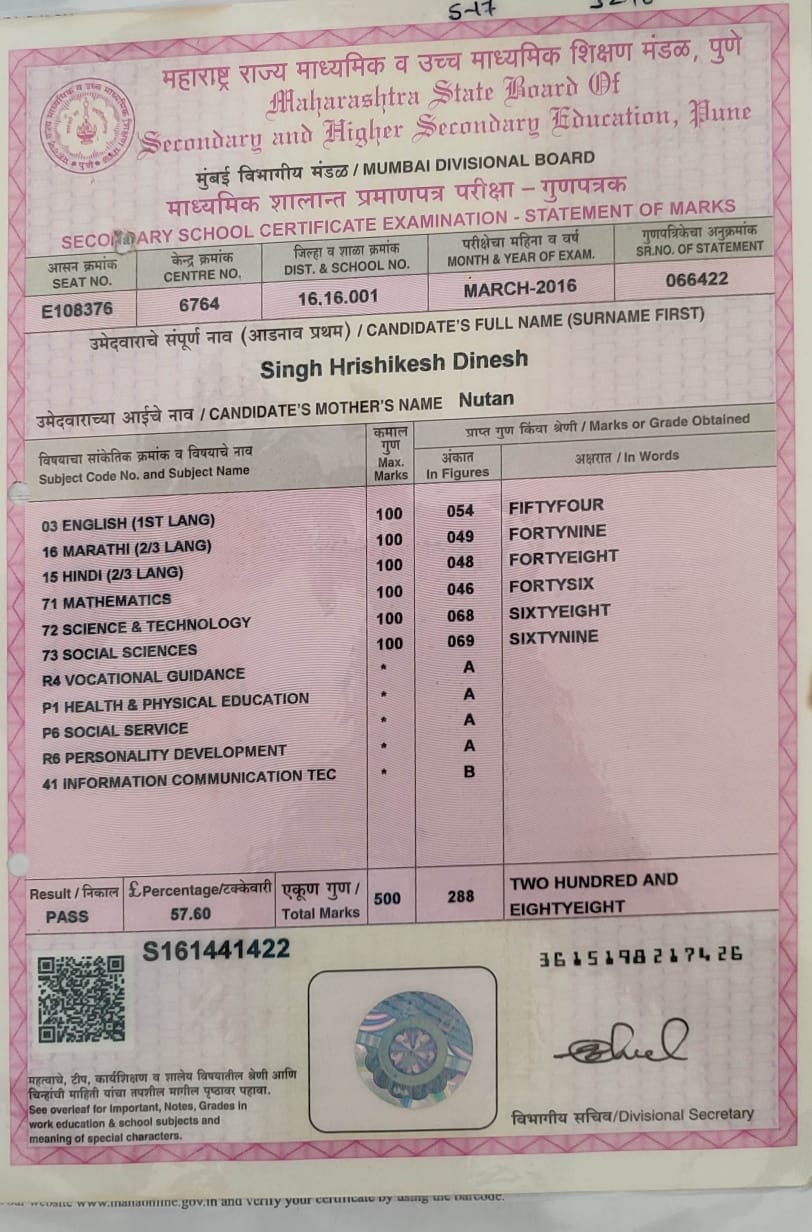 S-17
महाराष्ट्र राज्य माध्यमिक व उच्च माध्यमिक शिक्षण मंडळ, पुणे
Maharashtra State Board Of
Secondary and Higher Secondary Education, Pune
मुंबई विभागीय मंडळ / MUMBAI DIVISIONAL BOARD
माध्यमिक शालान्त प्रमाणपत्र परीक्षा – गुणपत्रक
SECONDARY SCHOOL CERTIFICATE EXAMINATION - STATEMENT OF MARKS
आसन क्रमांक केन्द्र क्रमांक जिल्हा व शाळा क्रमांक परीक्षेचा महिना व वर्ष गुणपत्रिकेचा अनुक्रमांक
SEAT NO. CENTRE NO. DIST. & SCHOOL NO. MONTH & YEAR OF EXAM. SR.NO. OF STATEMENT
E108376 6764 16.16.001 MARCH-2016 066422
उमेदवाराचे संपूर्ण नाव (आडनाव प्रथम) / CANDIDATE'S FULL NAME (SURNAME FIRST)
Singh Hrishikesh Dinesh
उमेदवाराच्या आईचे नाव / CANDIDATE'S MOTHER'S NAME Nutan
विषयाचा सांकेतिक क्रमांक व विषयाचे नाव
Subject Code No. and Subject Name
कमाल
गुण
Max.
Marks
प्राप्त गुण किंवा श्रेणी / Marks or Grade Obtained
अंकात
In Figures
अक्षरात / In Words
03 ENGLISH (1ST LANG) 100 054 FIFTYFOUR
16 MARATHI (2/3 LANG) 100 049 FORTYNINE
15 HINDI (2/3 LANG) 100 048 FORTYEIGHT
71 MATHEMATICS 100 046 FORTYSIX
72 SCIENCE & TECHNOLOGY 100 068 SIXTYEIGHT
73 SOCIAL SCIENCES 100 069 SIXTYNINE
R4 VOCATIONAL GUIDANCE * A
P1 HEALTH & PHYSICAL EDUCATION * A
P6 SOCIAL SERVICE * A
R6 PERSONALITY DEVELOPMENT * A
41 INFORMATION COMMUNICATION TEC * B
Result / निकाल £ Percentage/टक्केवारी एकूण गुण / 500 288 TWO HUNDRED AND
PASS 57.60 Total Marks EIGHTYEIGHT
S161441422
3615198217426
महत्वाचे, टीप, कार्यशिक्षण व शालेय विषयातील श्रेणी आणि
चिन्हांची माहिती यांचा तपशील मागील पृष्ठावर पहावा.
See overleaf for Important, Notes, Grades in
work education & school subjects and
meaning of special characters.
विभागीय सचिव/Divisional Secretary
website www.mahaonline.gov.in and verify your certificate by using the barcode.